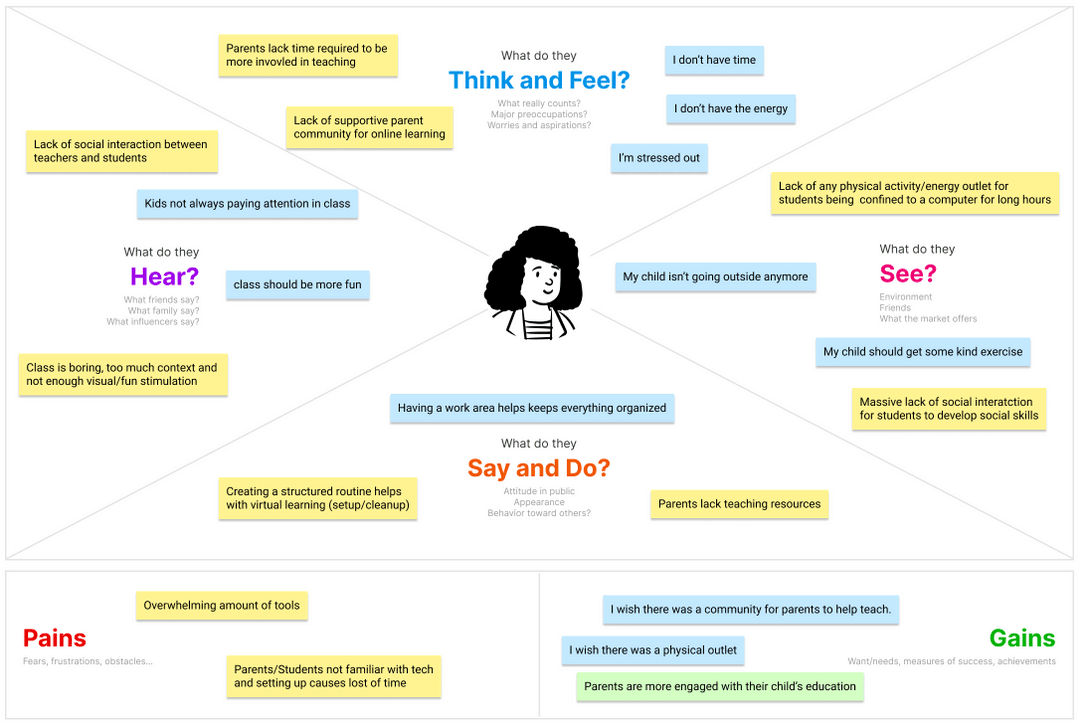 Parents lack time required to be
more invovled in teaching
What do they
Think and Feel?
What really counts?
Major preoccupations?
Worries and aspirations?
I don't have time
I don't have the energy
Lack of supportive parent
community for online learning
I'm stressed out
Lack of social interaction between
teachers and students
Kids not always paying attention in class
What do they
Hear?
What friends say?
What family say?
What influencers say?
class should be more fun
Class is boring, too much context and
not enough visual/fun stimulation
Lack of any physical activity/energy outlet for
students being confined to a computer for long hours
What do they
See?
Environment
Friends
What the market offers
My child isn't going outside anymore
My child should get some kind exercise
Massive lack of social interatction
for students to develop social skills
Having a work area helps keeps everything organized
What do they
Say and Do?
Attitude in public
Appearance
Behavior toward others?
Creating a structured routine helps
with virtual learning (setup/cleanup)
Parents lack teaching resources
Overwhelming amount of tools
Pains
Fears, frustrations, obstacles...
Parents/Students not familiar with tech
and setting up causes lost of time
I wish there was a community for parents to help teach.
Gains
Want/needs, measures of success, achievements
I wish there was a physical outlet
Parents are more engaged with their child's education